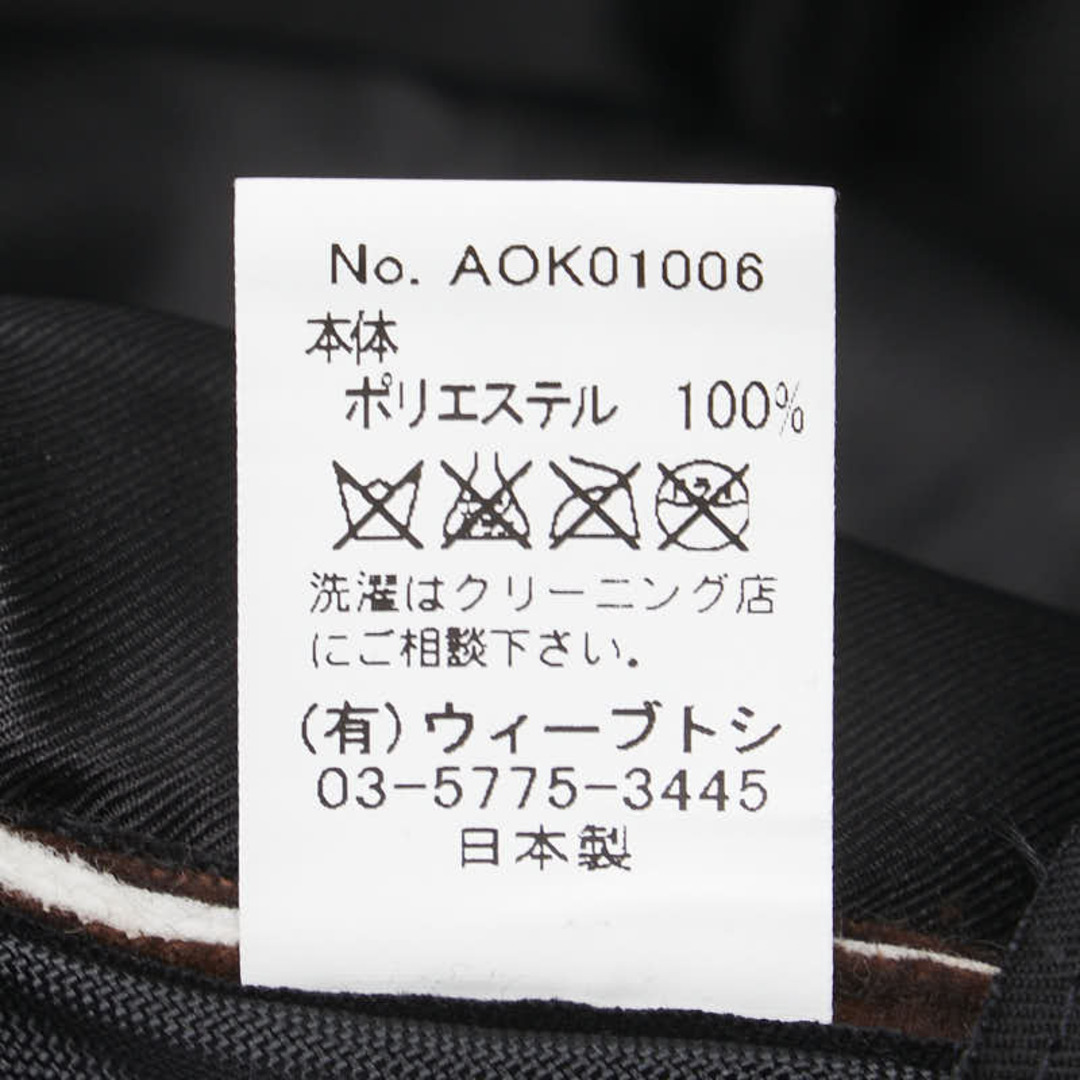 No. AOK01006
本体
ポリエステル 100%
洗濯はクリーニング店
にご相談下さい。
(有)ウィーブトシ
03-5775-3445
日本製